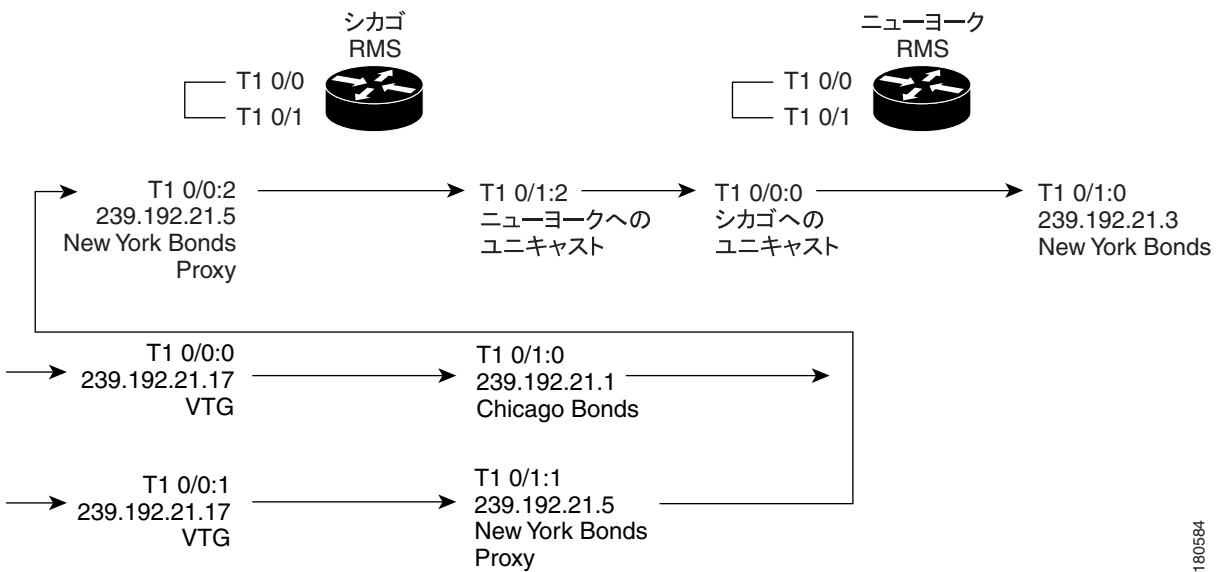 シカゴ
RMS
T1 0/0
T1 0/1
ニューヨーク
RMS
T1 0/0
T1 0/1
T1 0/0:2
239.192.21.5
New York Bonds
Proxy
T1 0/1:2
ニューヨークへの
ユニキャスト
T1 0/0:0
シカゴへの
ユニキャスト
T1 0/1:0
239.192.21.3
New York Bonds
T1 0/0:0
239.192.21.17
VTG
T1 0/1:0
239.192.21.1
Chicago Bonds
T1 0/0:1
239.192.21.17
VTG
T1 0/1:1
239.192.21.5
New York Bonds
Proxy
180584